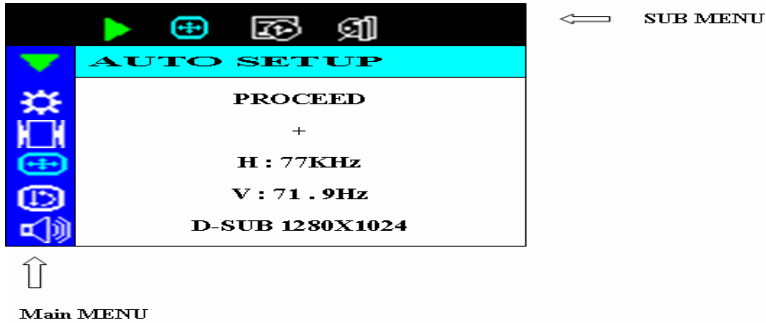 SUB MENU
AUTO SETUP
PROCEED
+
H : 77KHz
V : 71 . 9Hz
D-SUB 1280X1024
Main MENU